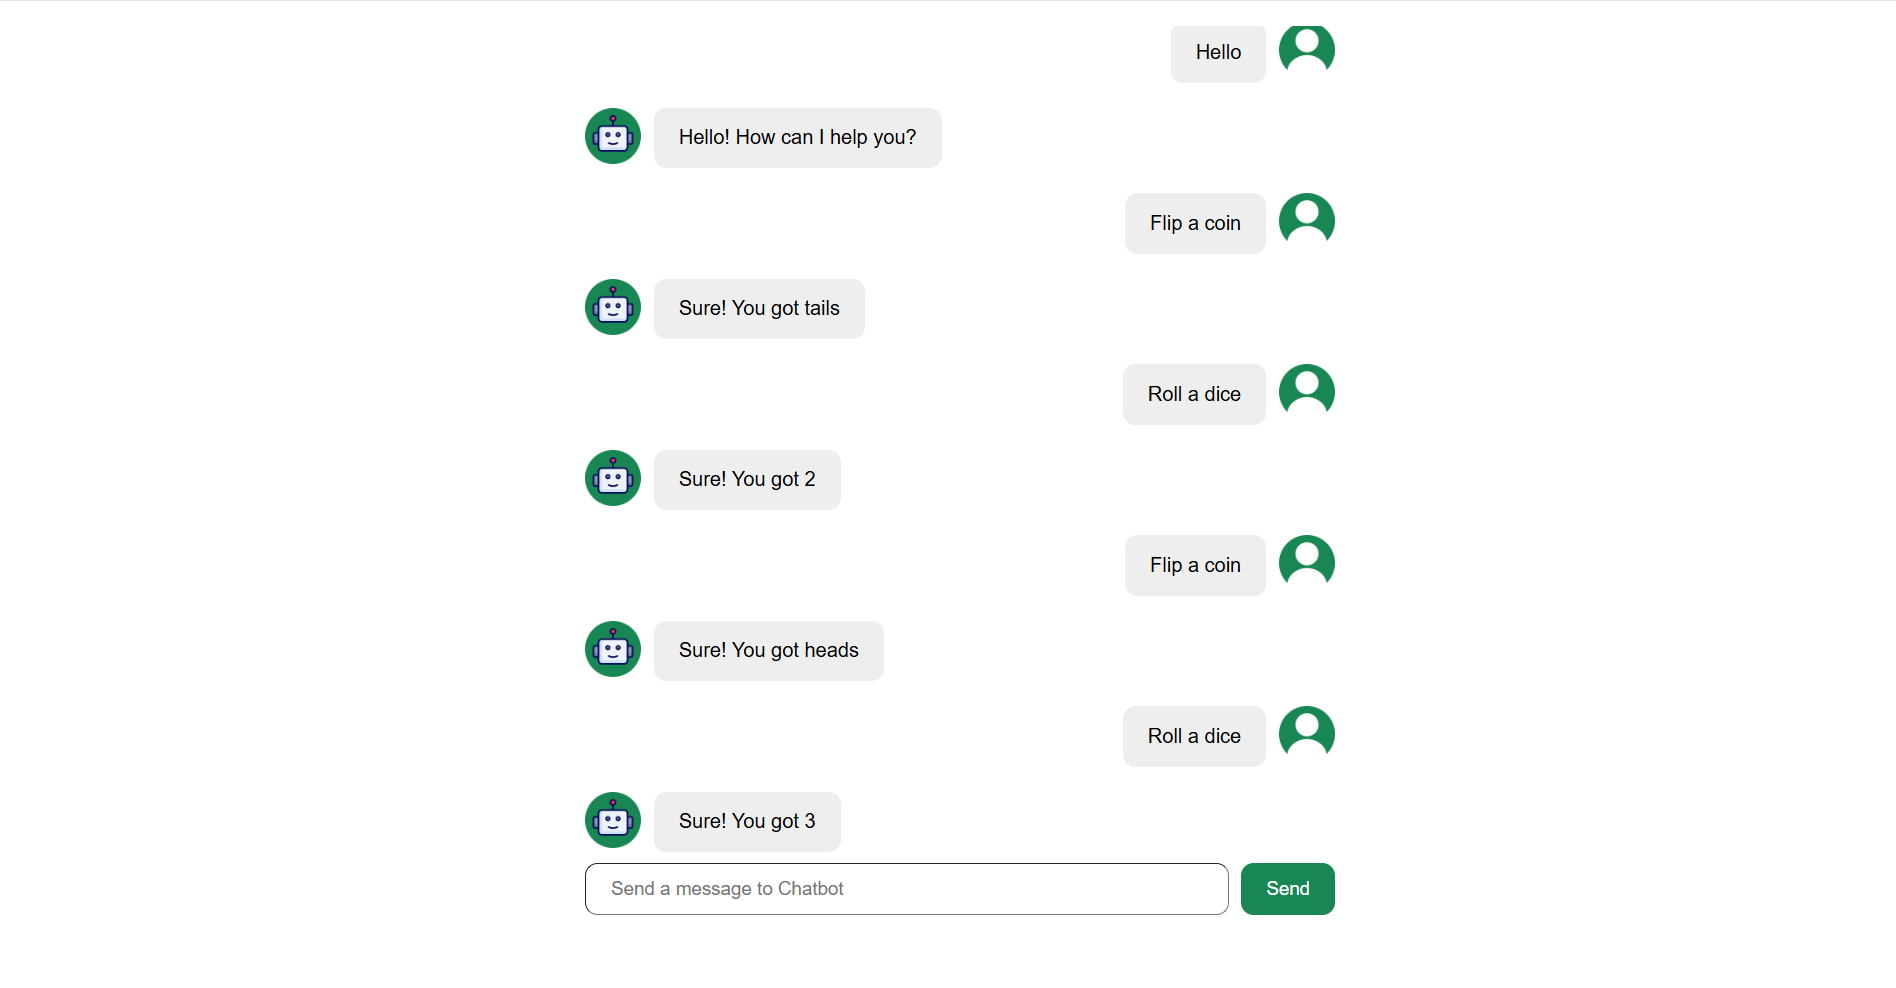 Hello
Hello! How can I help you?
Flip a coin
Sure! You got tails
Roll a dice
Sure! You got 2
Flip a coin
Sure! You got heads
Roll a dice
Sure! You got 3
Send a message to Chatbot
Send